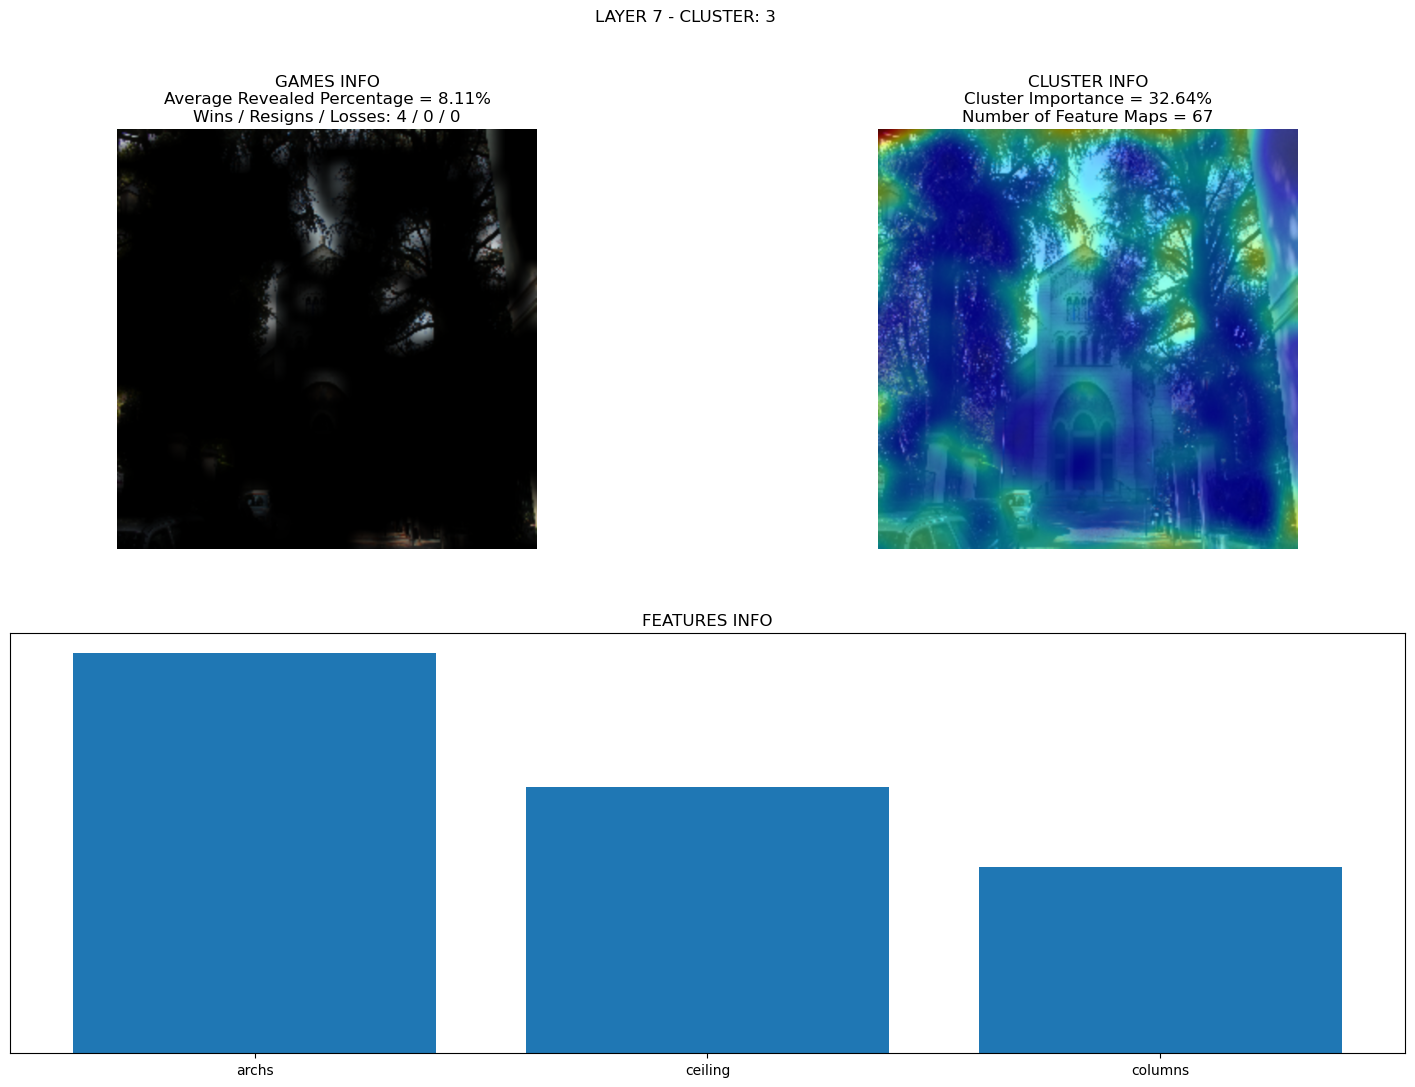 LAYER 7 - CLUSTER: 3
GAMES INFO
Average Revealed Percentage = 8.11%
Wins / Resigns / Losses: 4 / 0 / 0
CLUSTER INFO
Cluster Importance = 32.64%
Number of Feature Maps = 67
FEATURES INFO
archs
ceiling
columns